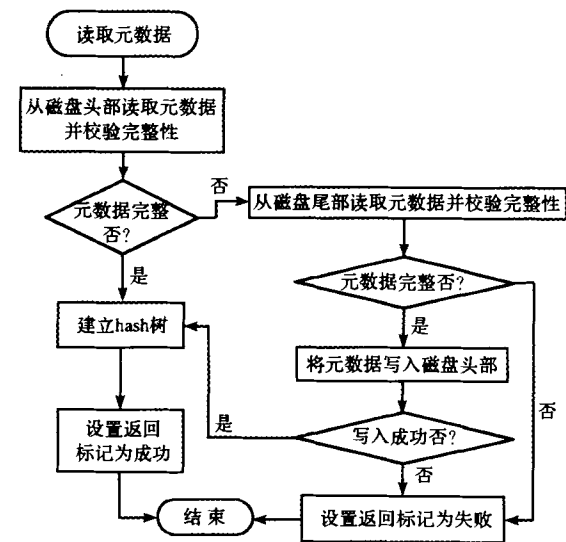 读取元数据
从磁盘头部读取元数据
并校验完整性
元数据完整
否?
否
从磁盘尾部读取元数据并校验完整性
是
元数据完整否?
建立hash树
是
将元数据写入磁盘头部
否
设置返回
标记为成功
是
写入成功否?
否
结 束
设置返回标记为失败